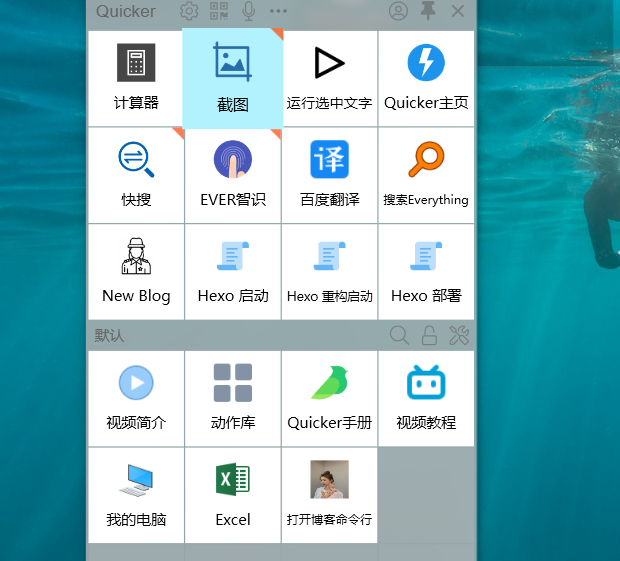 Quicker
计算器
截图
运行选中文字
Quicker主页
快搜
EVER智识
译
百度翻译
搜索Everything
New Blog
Hexo 启动
Hexo 重构启动
Hexo 部署
默认
视频简介
动作库
Quicker手册
视频教程
我的电脑
X
Excel
打开博客命令行